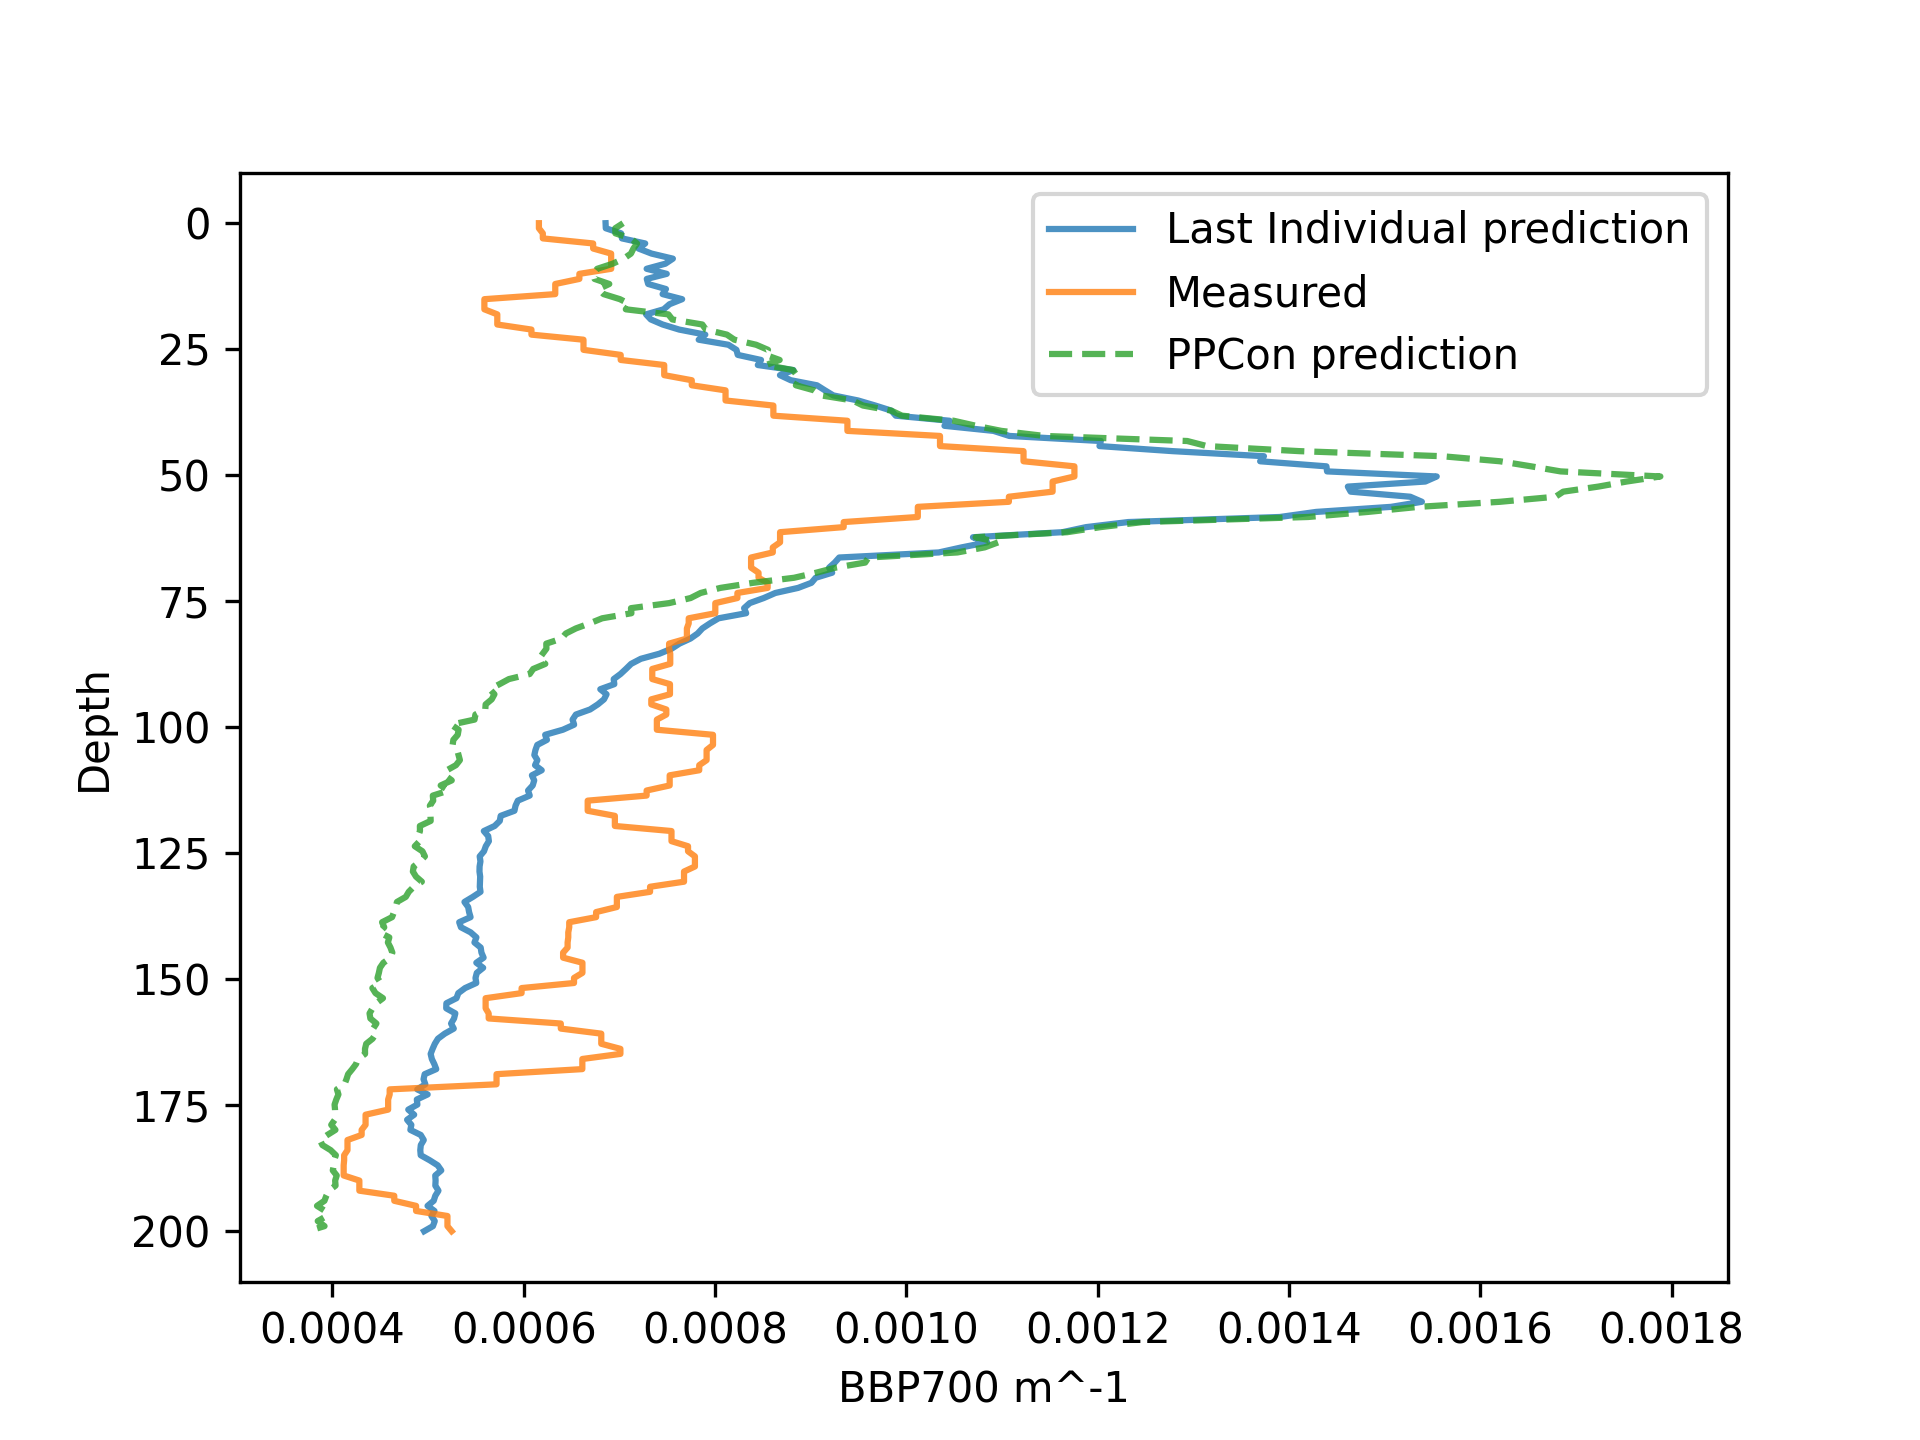 Last Individual prediction
Measured
PPCon prediction
0
25
50
75
100
125
150
175
200
Depth
0.0004 0.0006 0.0008 0.0010 0.0012 0.0014 0.0016 0.0018
BBP700 m^-1